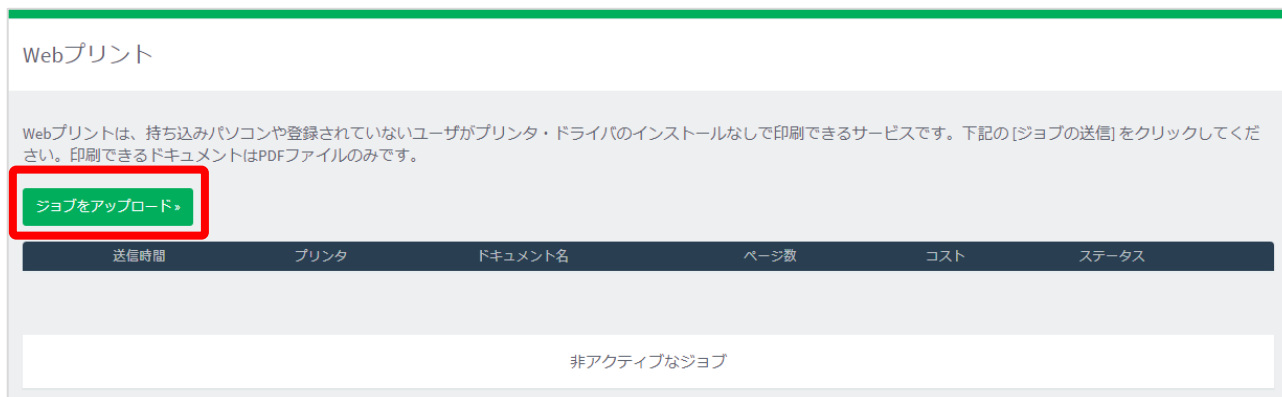 Webプリント
Webプリントは、持ち込みパソコンや登録されていないユーザがプリンタ・ドライバのインストールなしで印刷できるサービスです。下記の [ジョブの送信] をクリックしてくだ
さい。印刷できるドキュメントはPDFファイルのみです。
ジョブをアップロード »
送信時間 プリンタ ドキュメント名 ページ数 コスト ステータス
非アクティブなジョブ